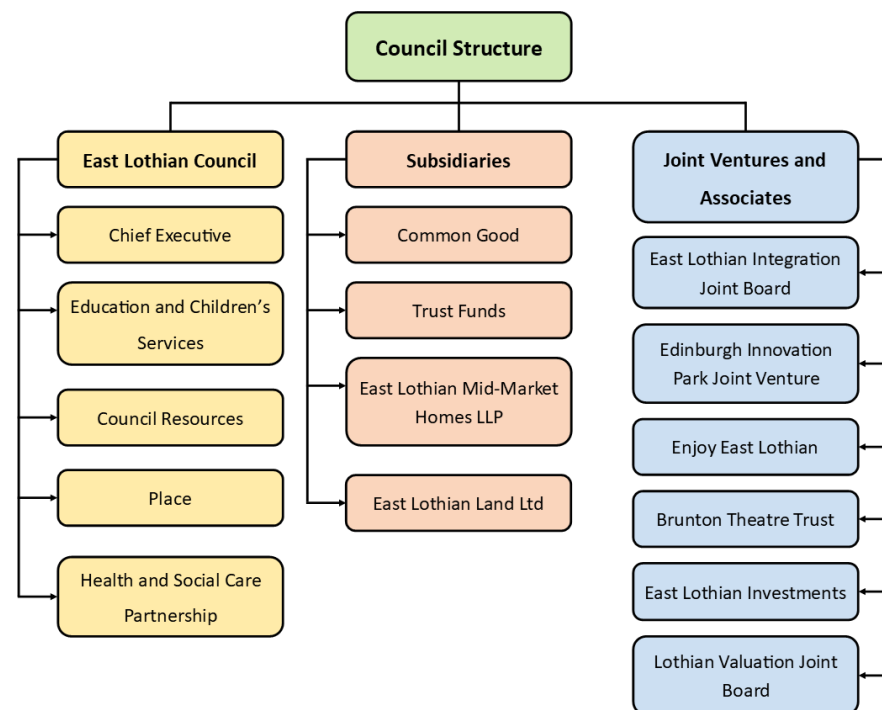 Council Structure
East Lothian Council
Chief Executive
Education and Children’s
Services
Council Resources
Place
Health and Social Care
Partnership
Subsidiaries
Common Good
Trust Funds
East Lothian Mid-Market
Homes LLP
East Lothian Land Ltd
Joint Ventures and
Associates
East Lothian Integration
Joint Board
Edinburgh Innovation
Park Joint Venture
Enjoy East Lothian
Brunton Theatre Trust
East Lothian Investments
Lothian Valuation Joint
Board